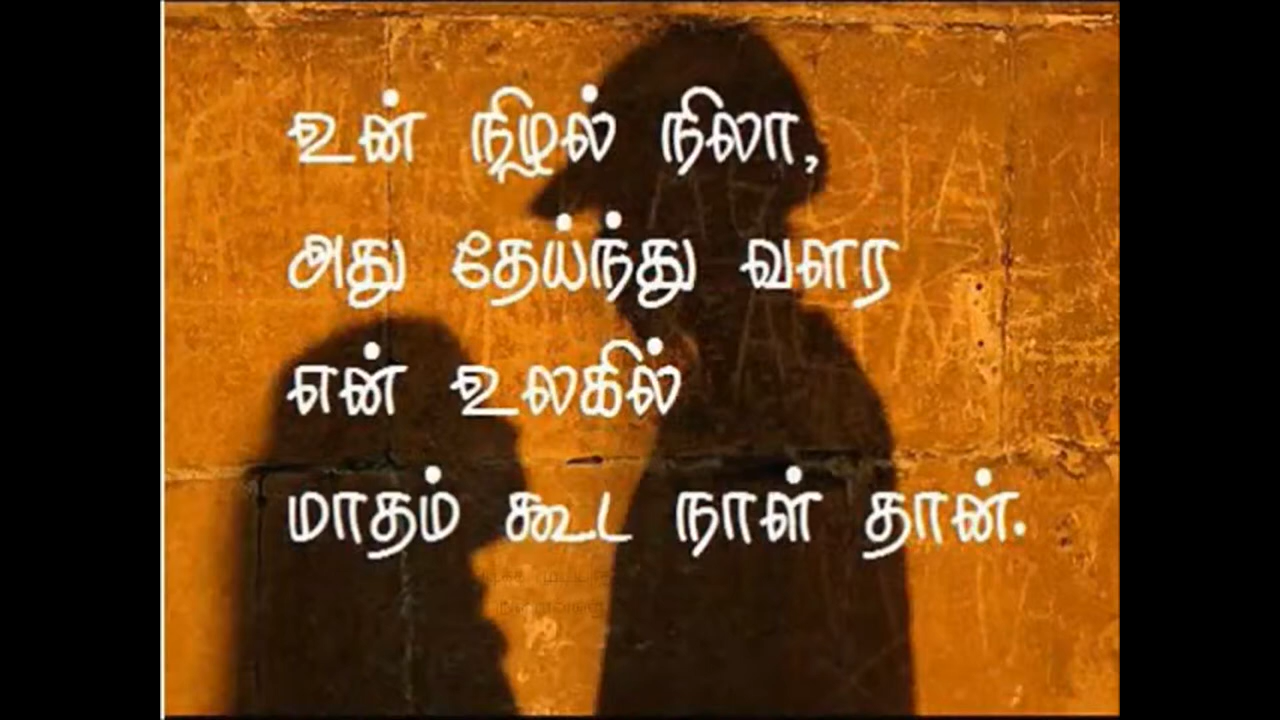 உன் நிழல் நிலா,
அது தேய்ந்து வளர
என் உலகில்
மாதம் கூட நாள் தான்.